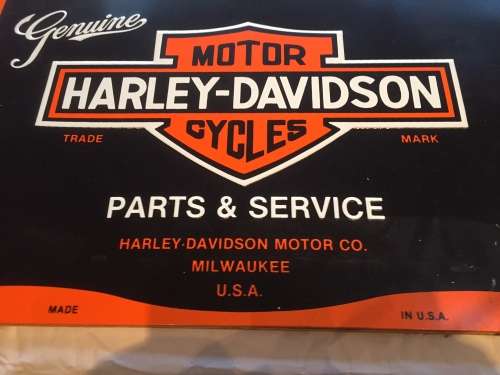 Genuine
MOTOR
HARLEY-DAVIDSON
CYCLES
TRADE MARK
PARTS & SERVICE
HARLEY-DAVIDSON MOTOR CO.
MILWAUKEE
U.S.A.
MADE IN U.S.A.